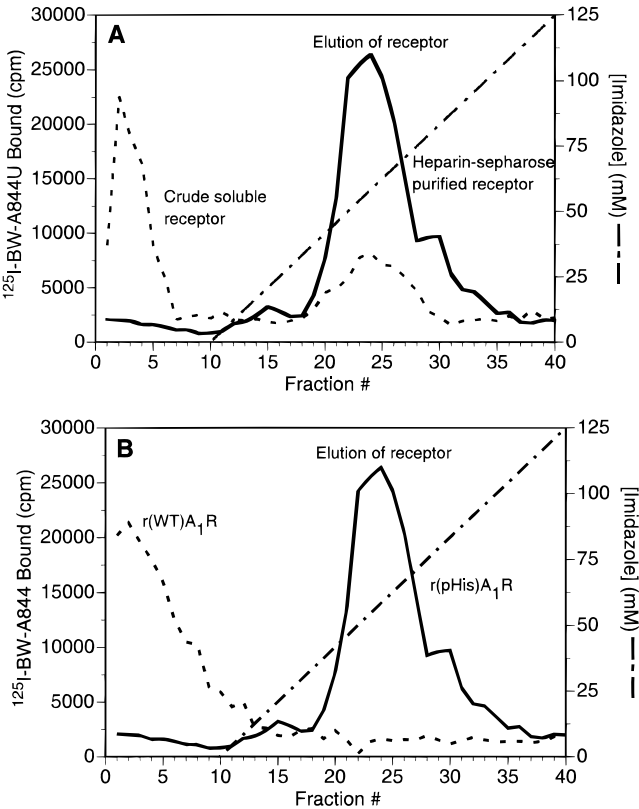 A
30000
25000
20000
15000
10000
5000
0
125I-BW-A844U Bound (cpm)
Elution of receptor
Crude soluble
receptor
Heparin-sepharose
purified receptor
125
100
75
50
25
0
[Imidazole] (mM)
0 5 10 15 20 25 30 35 40
Fraction #
B
30000
25000
20000
15000
10000
5000
0
125I-BW-A844 Bound (cpm)
Elution of receptor
r(WT)A1R
r(pHis)A1R
125
100
75
50
25
0
[Imidazole] (mM)
0 5 10 15 20 25 30 35 40
Fraction #